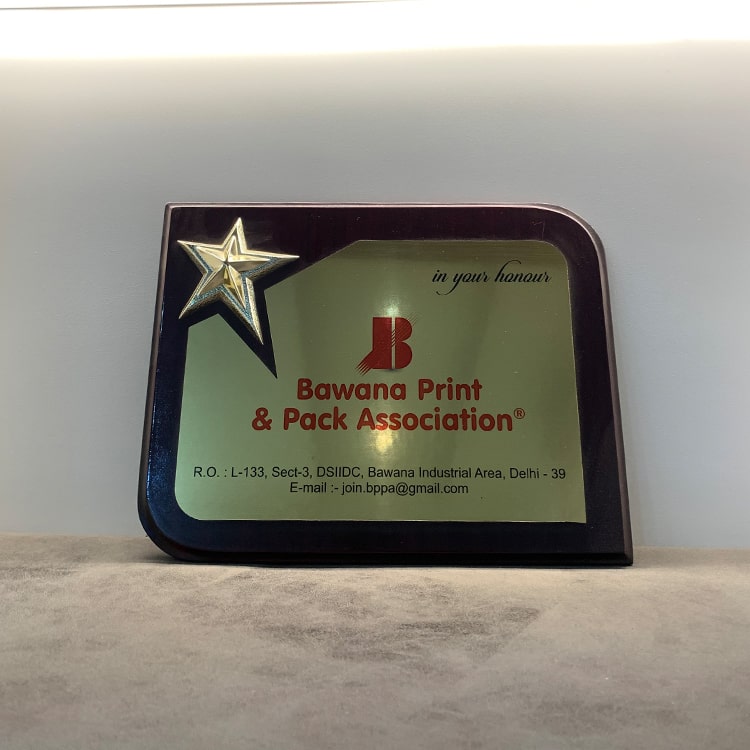 in your honour
B
Bawana Print
& Pack Association®
R.O. : L-133, Sect-3, DSIIDC, Bawana Industrial Area, Delhi - 39
E-mail :- join.bppa@gmail.com